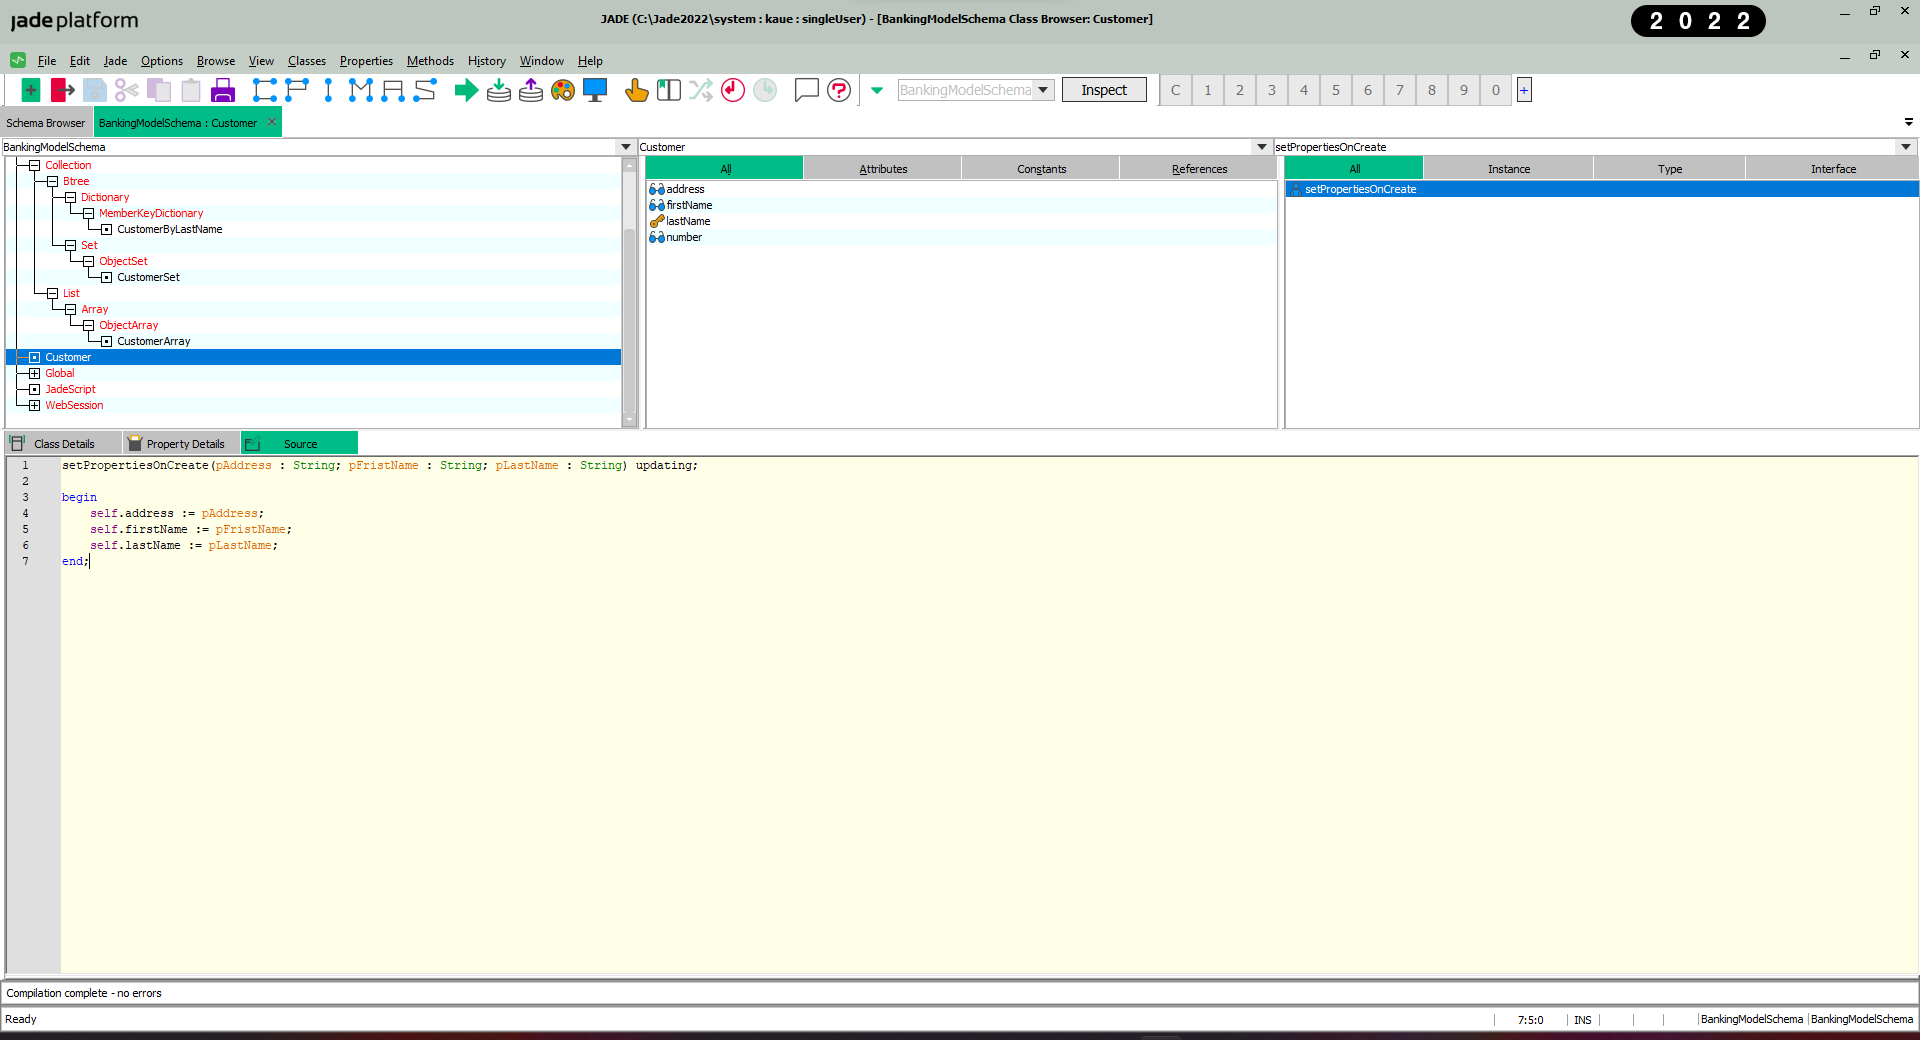 jadeplatform
JADE (C:\Jade2022\system : kaue : singleUser) - [BankingModelSchema Class Browser: Customer]
2 0 2 2
File Edit Jade Options Browse View Classes Properties Methods History Window Help
BankingModelSchema Inspect C 1 2 3 4 5 6 7 8 9 0 +
Schema Browser BankingModelSchema : Customer
BankingModelSchema
Collection
Btree
Dictionary
MemberKeyDictionary
CustomerByLastName
Set
ObjectSet
CustomerSet
List
Array
ObjectArray
CustomerArray
Customer
Global
JadeScript
WebSession
Customer
All Attributes Constants References
address
firstName
lastName
number
setPropertiesOnCreate
All Instance Type Interface
setPropertiesOnCreate
Class Details Property Details Source
1 setPropertiesOnCreate(pAddress : String; pFristName : String; pLastName : String) updating;
2
3 begin
4 self.address := pAddress;
5 self.firstName := pFristName;
6 self.lastName := pLastName;
7 end;
Compilation complete - no errors
Ready 7:5:0 INS BankingModelSchema BankingModelSchema